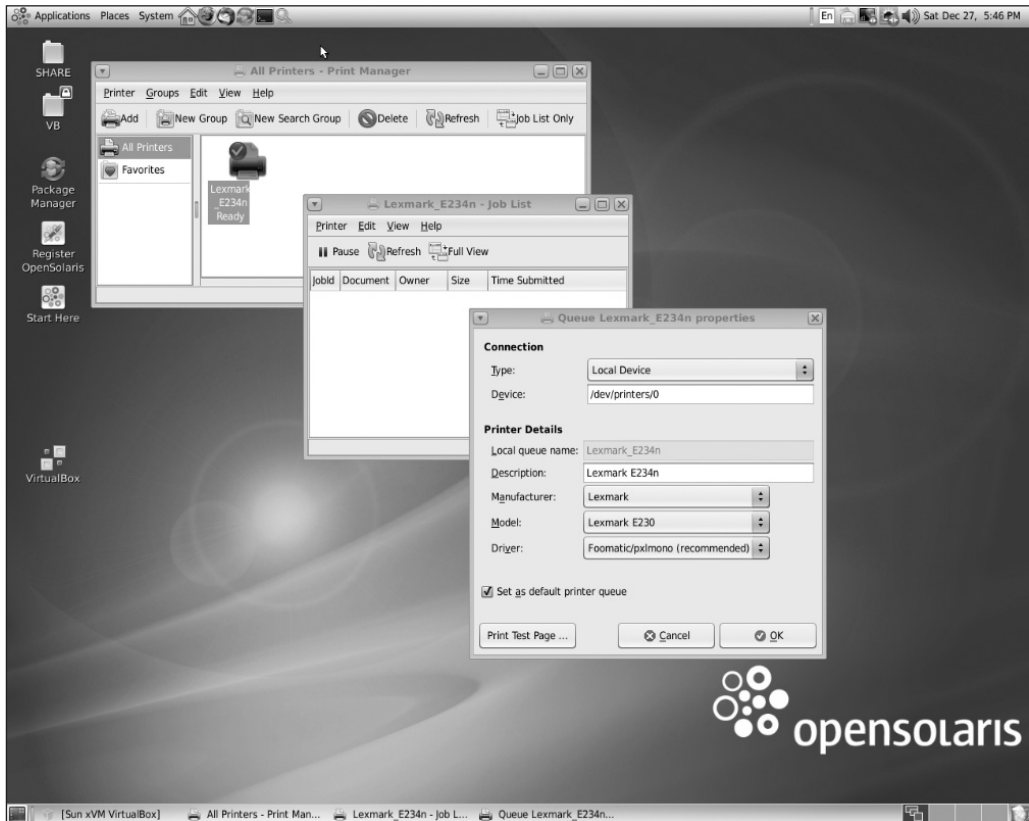 Applications Places System
En
Sat Dec 27, 5:46 PM
SHARE
VB
Package
Manager
Register
OpenSolaris
Start Here
VirtualBox
All Printers - Print Manager
Printer Groups Edit View Help
Add New Group New Search Group Delete Refresh Job List Only
All Printers
Favorites
Lexmark
_E234n
Ready
Lexmark_E234n - Job List
Printer Edit View Help
Pause Refresh Full View
JobId Document Owner Size Time Submitted
Queue Lexmark_E234n properties
Connection
Type: Local Device
Device: /dev/printers/0
Printer Details
Local queue name: Lexmark_E234n
Description: Lexmark E234n
Manufacturer: Lexmark
Model: Lexmark E230
Driver: Foomatic/pxlmono (recommended)
Set as default printer queue
Print Test Page ... Cancel OK
opensolaris
[Sun xVM VirtualBox] All Printers - Print Man... Lexmark_E234n - Job L... Queue Lexmark_E234n...